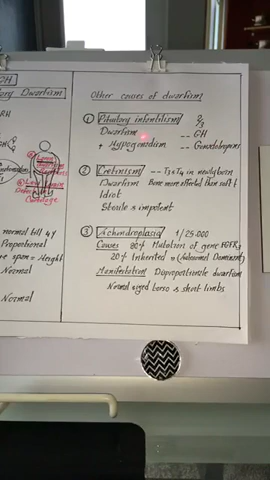 GH
Dwarfism
RH
normal till 4y
Proportional
span = Height
Normal
Normal
Other causes of dwarfism
① Pituitary infantilism
Dwarfism -- GH
+ Hypogonadism -- Gonadotropins
② Cretinism -- T3 & T4 in newly born
Dwarfism Bone more affected than soft t
Idiot
Sterile & impotent
③ Achondroplasia 1/25.000
Causes 80% Mutation of gene FGFR3
20% Inherited → (Autosomal Dominant)
Manifestation Disproportionate dwarfism
Normal sized torso & short limbs